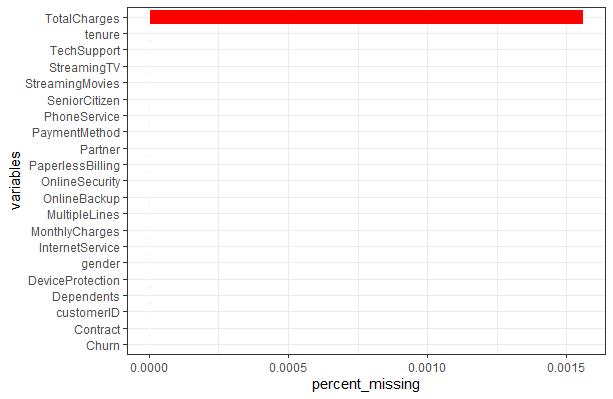 TotalCharges
tenure
TechSupport
StreamingTV
StreamingMovies
SeniorCitizen
PhoneService
PaymentMethod
Partner
PaperlessBilling
OnlineSecurity
OnlineBackup
MultipleLines
MonthlyCharges
InternetService
gender
DeviceProtection
Dependents
customerID
Contract
Churn
variables
0.0000 0.0005 0.0010 0.0015
percent_missing